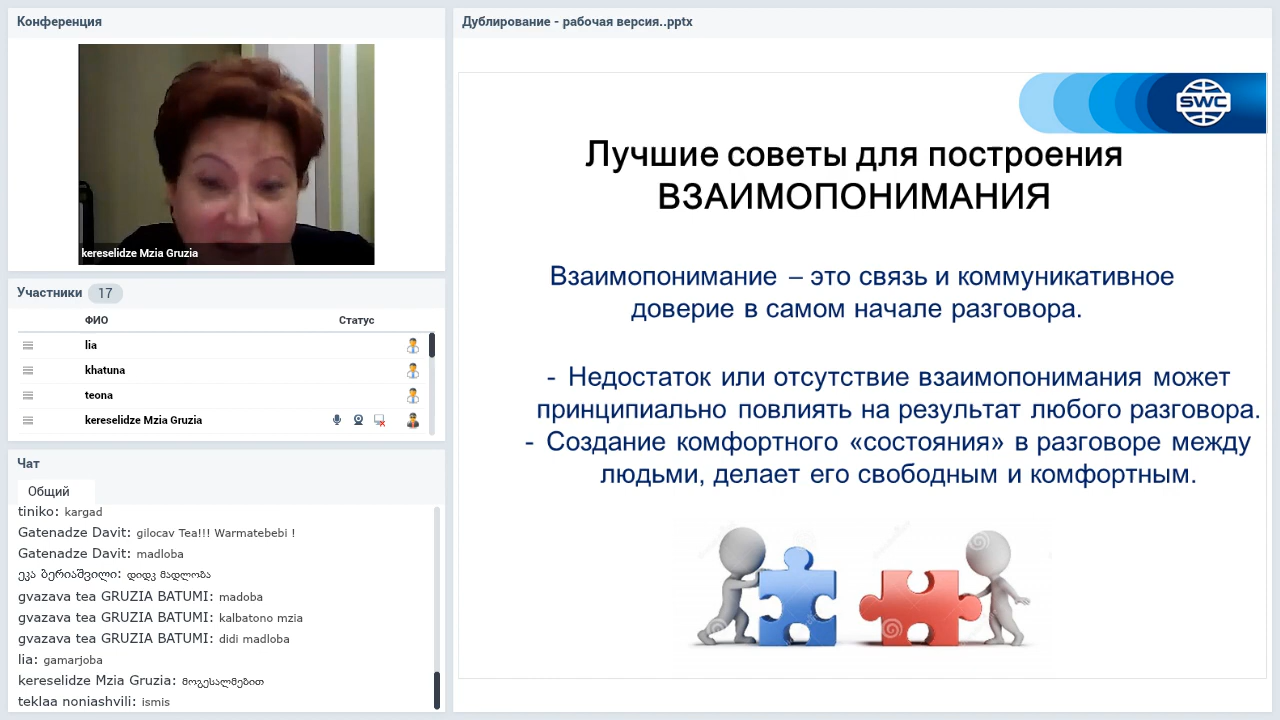 Конференция
kereselidze Mzia Gruzia
Участники 17
ФИО Статус
lia
khatuna
teona
kereselidze Mzia Gruzia
Чат
Общий
tiniko: kargad
Gatenadze Davit: gilocav Tea!!! Warmatebebi !
Gatenadze Davit: madloba
ეკა ბერიაშვილი: დიდკ მადლობა
gvazava tea GRUZIA BATUMI: madoba
gvazava tea GRUZIA BATUMI: kalbatono mzia
gvazava tea GRUZIA BATUMI: didi madloba
lia: gamarjoba
kereselidze Mzia Gruzia: მოგესალმებით
teklaa noniashvili: ismis
Дублирование - рабочая версия..pptx
SWC
Лучшие советы для построения
ВЗАИМОПОНИМАНИЯ
Взаимопонимание – это связь и коммуникативное
доверие в самом начале разговора.
- Недостаток или отсутствие взаимопонимания может
принципиально повлиять на результат любого разговора.
- Создание комфортного «состояния» в разговоре между
людьми, делает его свободным и комфортным.